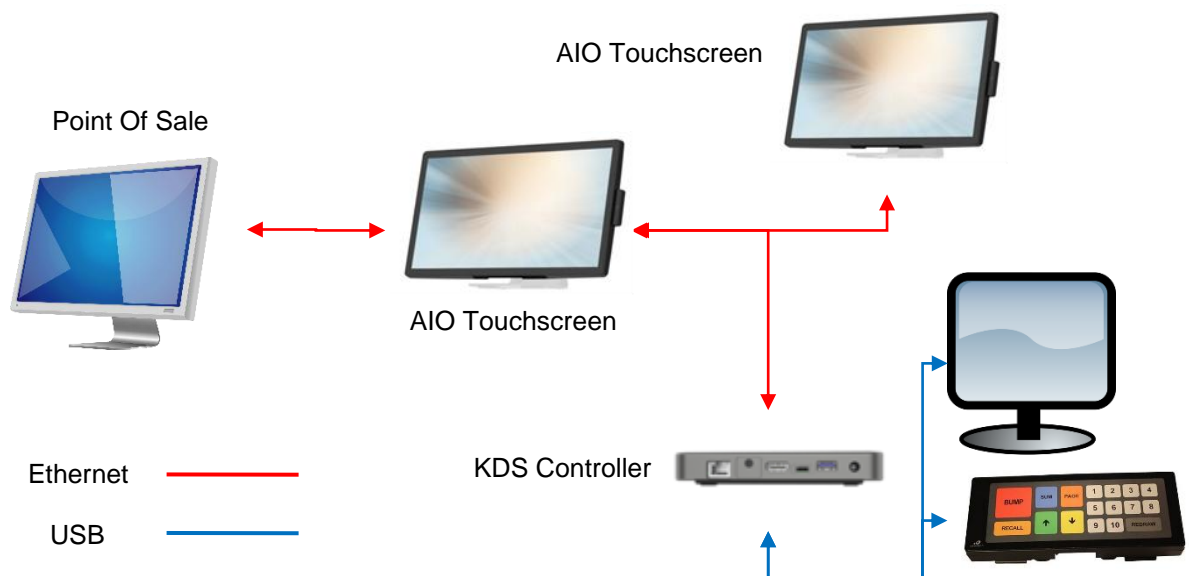 AIO Touchscreen
Point Of Sale
AIO Touchscreen
KDS Controller
Ethernet
USB
BUMP
SUM
PAGE
1 2 3 4
5 6 7 8
RECALL
9 10